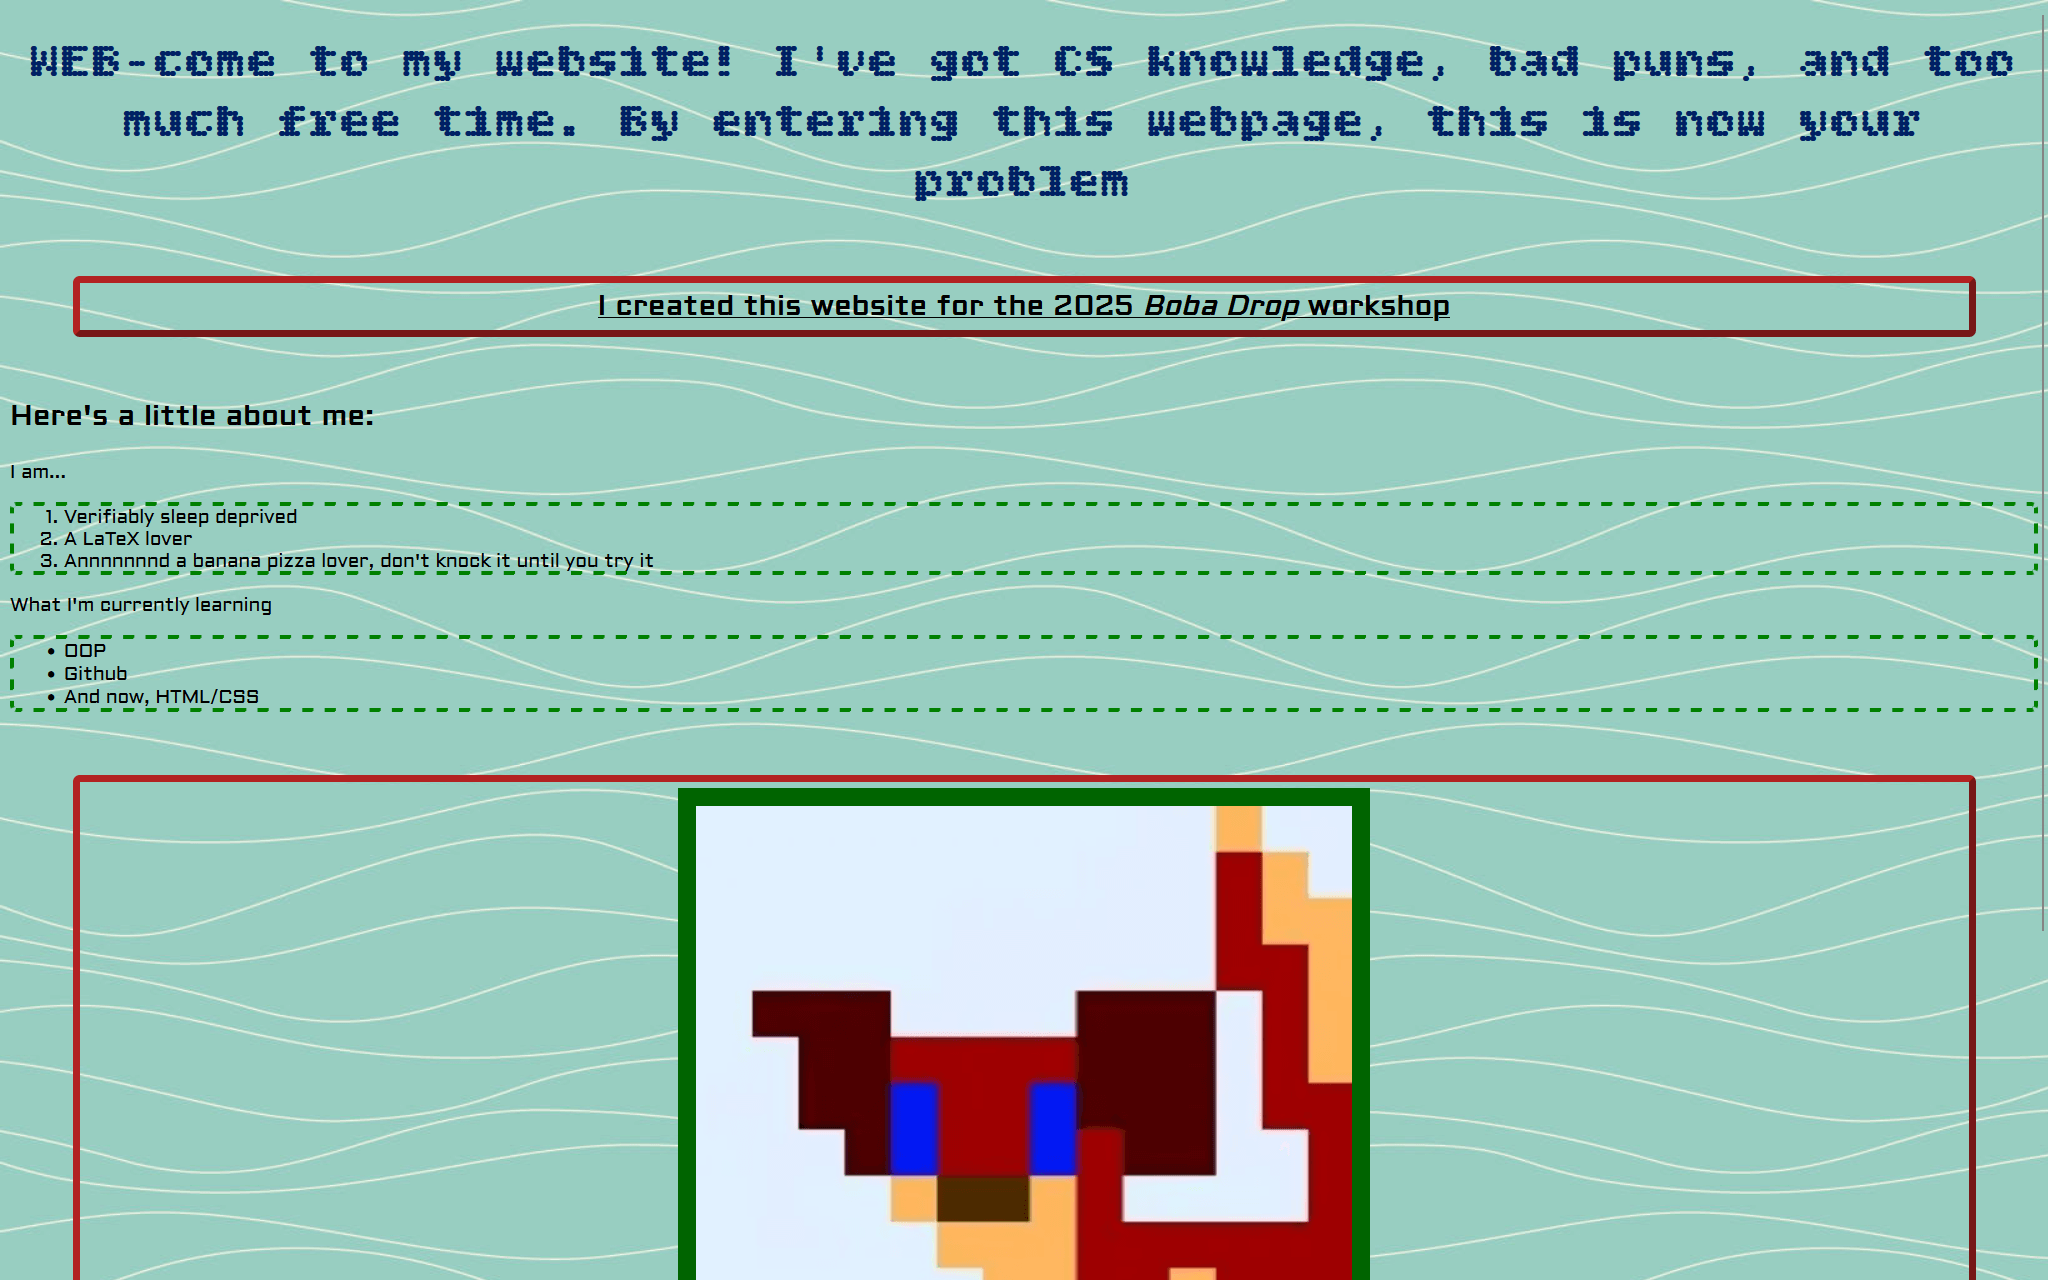 WEB-come to my website! I've got CS knowledge, bad puns, and too
much free time. By entering this webpage, this is now your
problem
I created this website for the 2025 Boba Drop workshop
Here's a little about me:
I am...
1. Verifiably sleep deprived
2. A LaTeX lover
3. Annnnnnnd a banana pizza lover, don't knock it until you try it
What I'm currently learning
• OOP
• Github
• And now, HTML/CSS